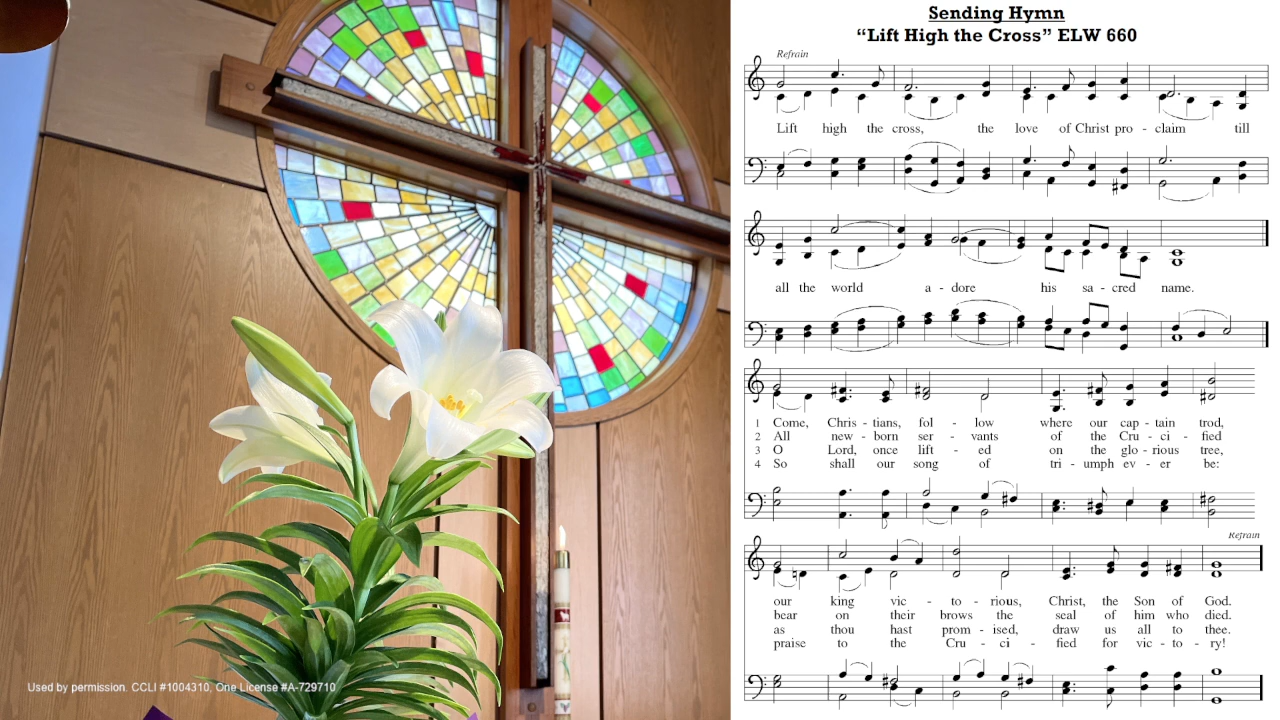 Sending Hymn
“Lift High the Cross” ELW 660
Refrain
Lift high the cross, the love of Christ pro - claim till
all the world a - dore his sa - cred name.
1 Come, Chris - tians, fol - low where our cap - tain trod,
2 All new - born ser - vants of the Cru - ci - fied
3 O Lord, once lift - ed on the glo - rious tree,
4 So shall our song of tri - umph ev - er be:
Refrain
our king vic - to - rious, Christ, the Son of God.
bear on their brows the seal of him who died.
as thou hast prom - ised, draw us all to thee.
praise to the Cru - ci - fied for vic - to - ry!
Used by permission. CCLI #1004310, One License #A-729710